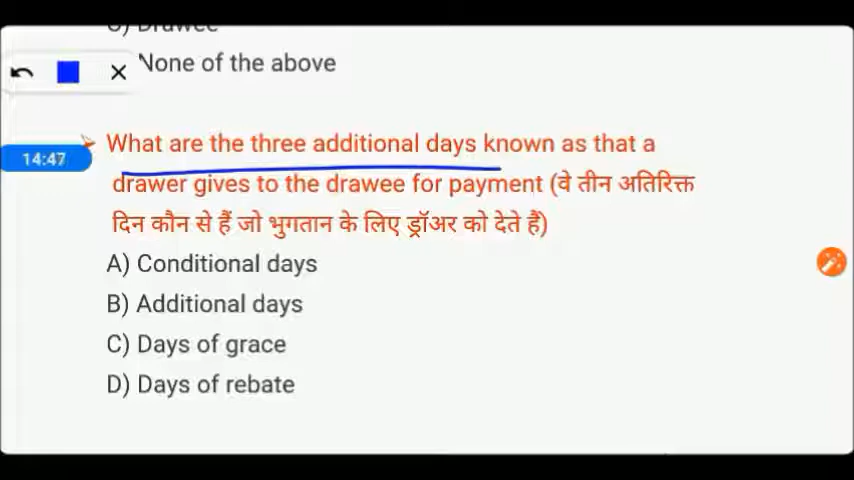 C) Drawee
None of the above
14:47
What are the three additional days known as that a
drawer gives to the drawee for payment (वे तीन अतिरिक्त
दिन कौन से हैं जो भुगतान के लिए ड्रॉअर को देते हैं)
A) Conditional days
B) Additional days
C) Days of grace
D) Days of rebate